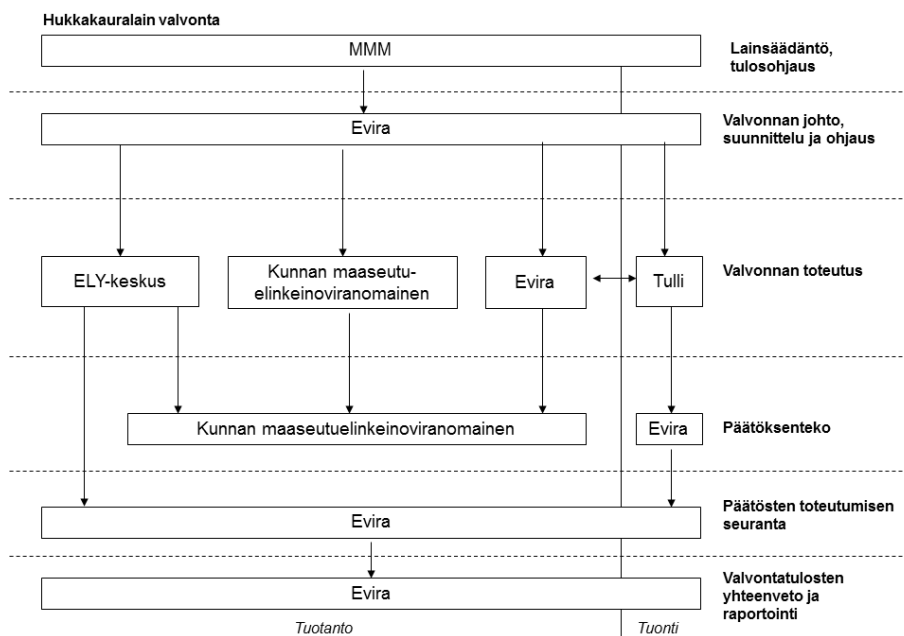 Hukkakauralain valvonta
MMM
Lainsäädäntö,
tulosohjaus
Evira
Valvonnan johto,
suunnittelu ja ohjaus
ELY-keskus
Kunnan maaseutu-
elinkeinoviranomainen
Evira
Tulli
Valvonnan toteutus
Kunnan maaseutuelinkeinoviranomainen
Evira
Päätöksenteko
Evira
Päätösten toteutumisen
seuranta
Evira
Valvontatulosten
yhteenveto ja
raportointi
Tuotanto
Tuonti